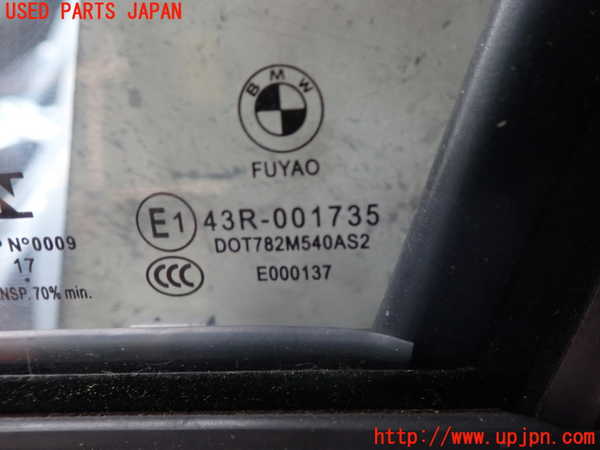 USED PARTS JAPAN
BMW
FUYAO
E1 43R-001735
DOT782M540AS2
CCC E000137
P N°0009
17
NSP. 70% min.
http://www.upjpn.com/